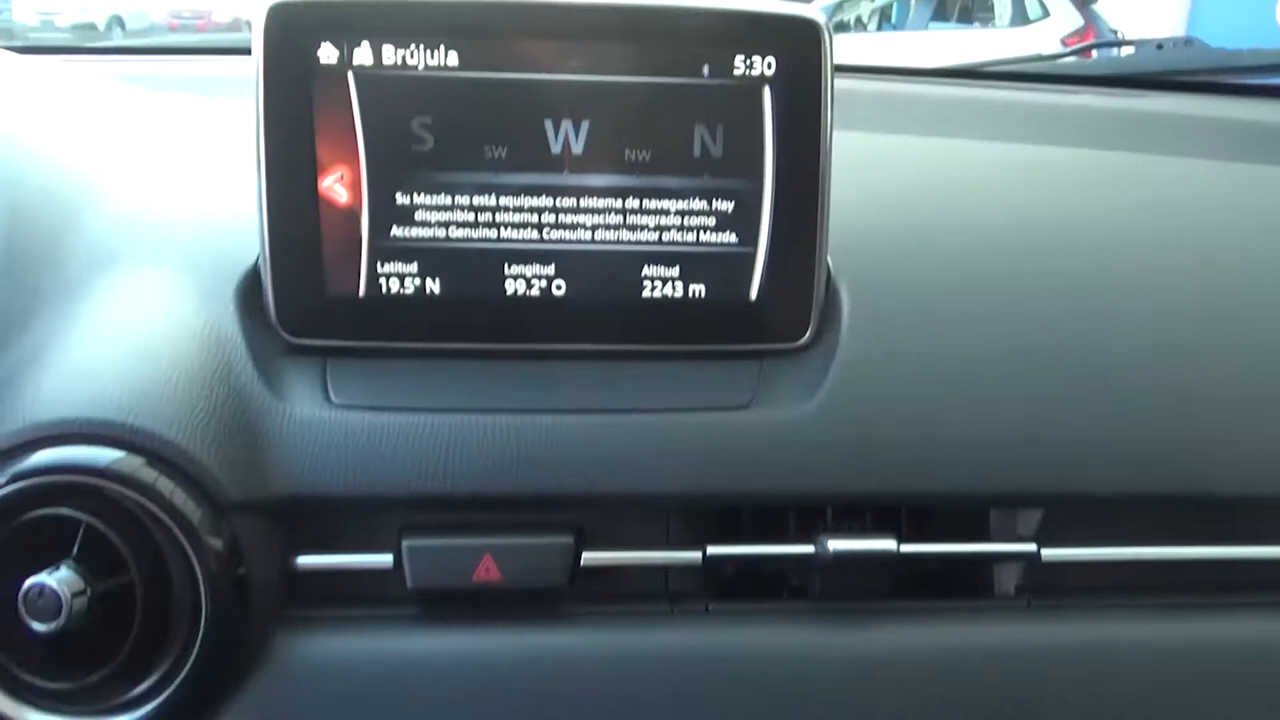 Brújula
5:30
S SW W NW N
Su Mazda no está equipado con sistema de navegación. Hay
disponible un sistema de navegación integrado como
Accesorio Genuino Mazda. Consulte distribuidor oficial Mazda.
Latitud Longitud Altitud
19.5° N 99.2° O 2243 m